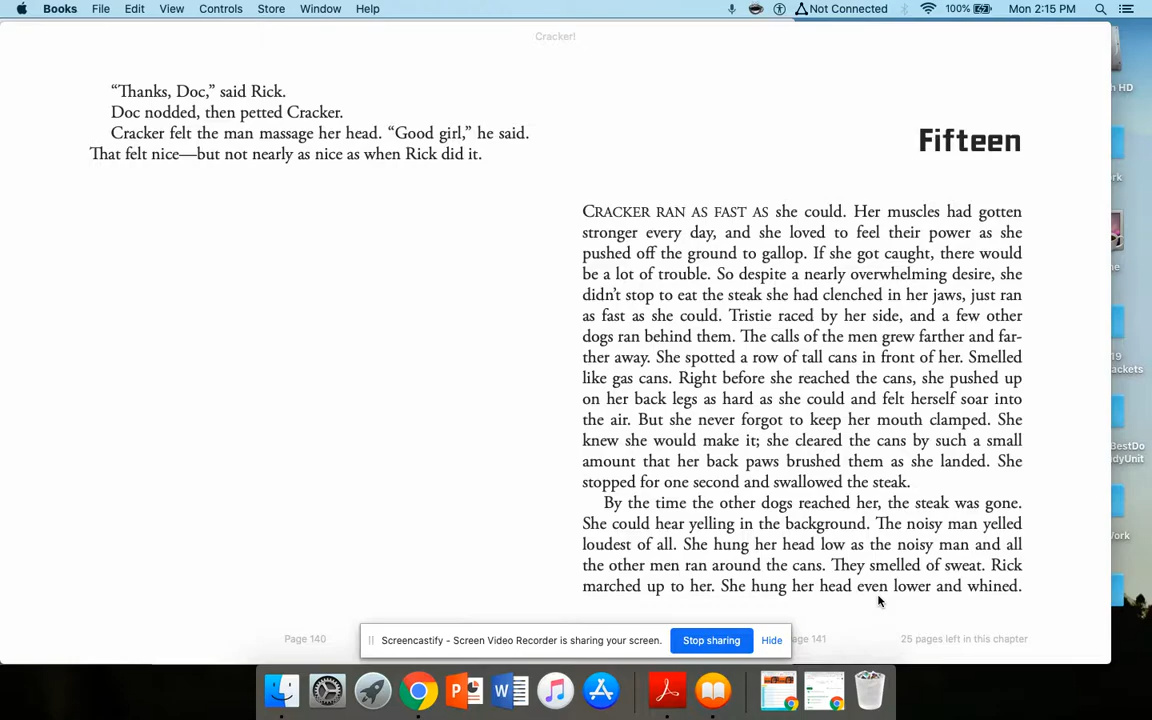 Books File Edit View Controls Store Window Help
Not Connected 100% Mon 2:15 PM
Cracker!
“Thanks, Doc,” said Rick.
Doc nodded, then petted Cracker.
Cracker felt the man massage her head. “Good girl,” he said.
That felt nice—but not nearly as nice as when Rick did it.
Fifteen
CRACKER RAN AS FAST AS she could. Her muscles had gotten
stronger every day, and she loved to feel their power as she
pushed off the ground to gallop. If she got caught, there would
be a lot of trouble. So despite a nearly overwhelming desire, she
didn’t stop to eat the steak she had clenched in her jaws, just ran
as fast as she could. Tristie raced by her side, and a few other
dogs ran behind them. The calls of the men grew farther and far-
ther away. She spotted a row of tall cans in front of her. Smelled
like gas cans. Right before she reached the cans, she pushed up
on her back legs as hard as she could and felt herself soar into
the air. But she never forgot to keep her mouth clamped. She
knew she would make it; she cleared the cans by such a small
amount that her back paws brushed them as she landed. She
stopped for one second and swallowed the steak.
By the time the other dogs reached her, the steak was gone.
She could hear yelling in the background. The noisy man yelled
loudest of all. She hung her head low as the noisy man and all
the other men ran around the cans. They smelled of sweat. Rick
marched up to her. She hung her head even lower and whined.
Page 140
age 141
25 pages left in this chapter
Screencastify - Screen Video Recorder is sharing your screen. Stop sharing Hide
HD
rk
ne
19
ackets
BestDo
dyUnit
ork